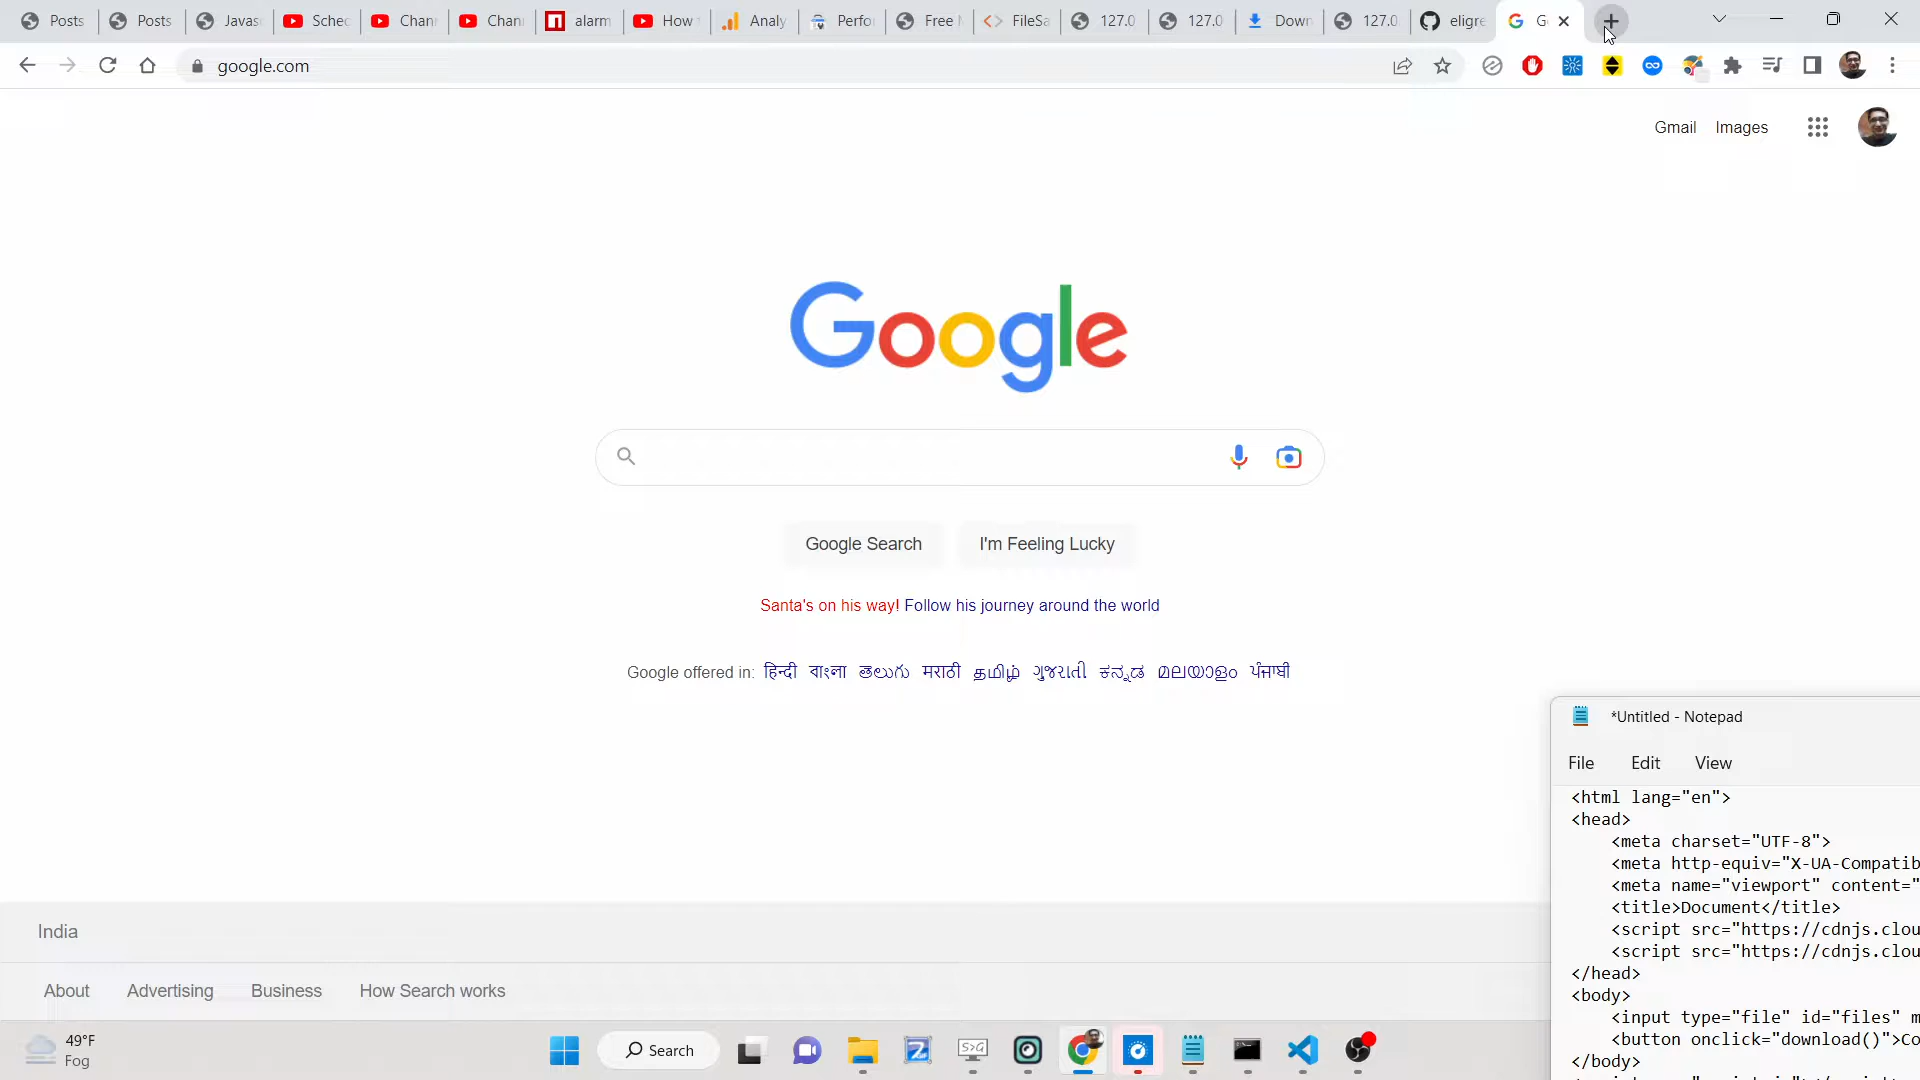 Posts Posts Javas Sched Chan Chan alarm How Analy Perfo Free FileSa 127.0 127.0 Down 127.0 eligre G
google.com
Gmail Images
Google
Google Search I'm Feeling Lucky
Santa's on his way! Follow his journey around the world
Google offered in: हिन्दी বাংলা తెలుగు मराठी தமிழ் ગુજરાતી ಕನ್ನಡ മലയാളം ਪੰਜਾਬੀ
*Untitled - Notepad
File Edit View
<html lang="en">
<head>
<meta charset="UTF-8">
<meta http-equiv="X-UA-Compatib
<meta name="viewport" content="
<title>Document</title>
<script src="https://cdnjs.clou
<script src="https://cdnjs.clou
</head>
<body>
<input type="file" id="files" m
<button onclick="download()">Co
</body>
India
About Advertising Business How Search works
49°F
Fog
Search
S>G